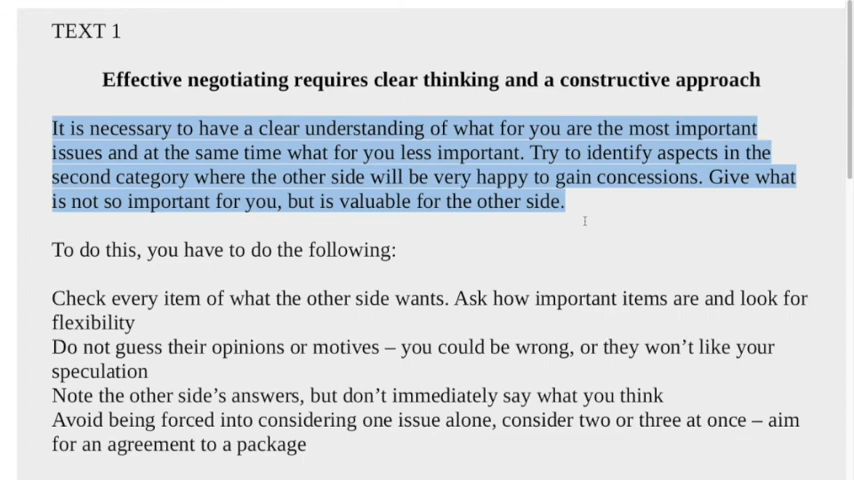 TEXT 1
Effective negotiating requires clear thinking and a constructive approach
It is necessary to have a clear understanding of what for you are the most important
issues and at the same time what for you less important. Try to identify aspects in the
second category where the other side will be very happy to gain concessions. Give what
is not so important for you, but is valuable for the other side.
To do this, you have to do the following:
Check every item of what the other side wants. Ask how important items are and look for
flexibility
Do not guess their opinions or motives – you could be wrong, or they won’t like your
speculation
Note the other side’s answers, but don’t immediately say what you think
Avoid being forced into considering one issue alone, consider two or three at once – aim
for an agreement to a package